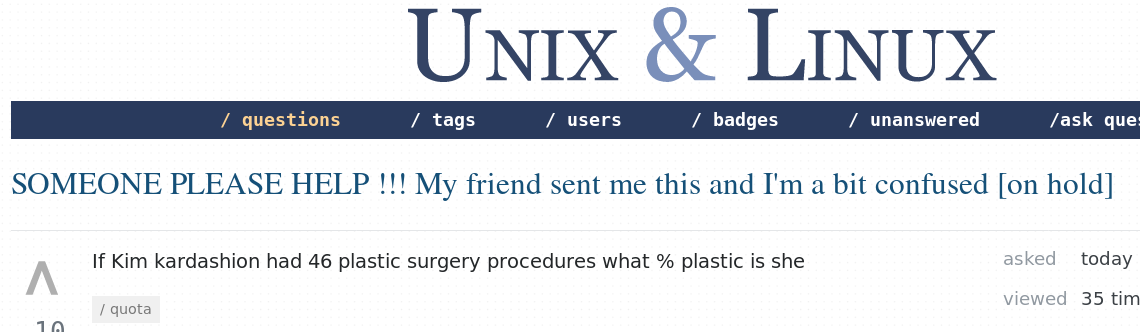 UNIX & LINUX
/ questions / tags / users / badges / unanswered /ask ques
SOMEONE PLEASE HELP !!! My friend sent me this and I'm a bit confused [on hold]
If Kim kardashion had 46 plastic surgery procedures what % plastic is she
asked today
/ quota
viewed 35 tim
10